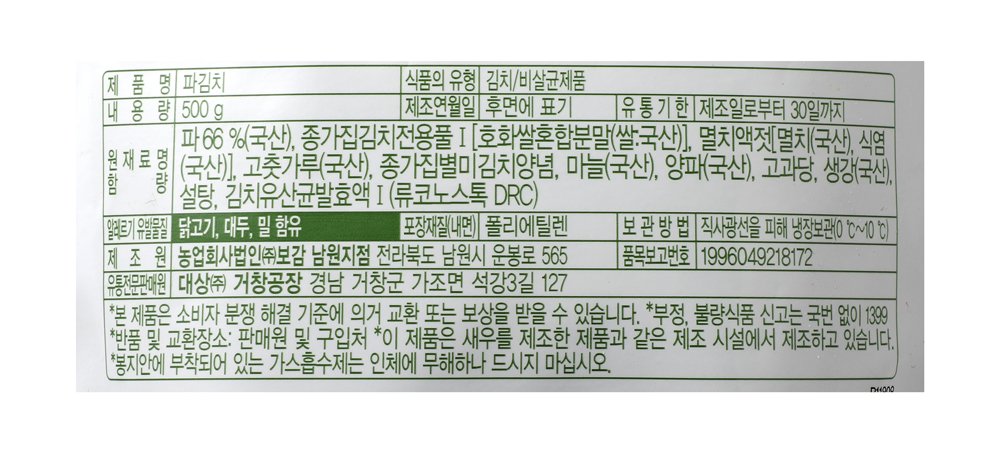 제 품 명 파김치 식품의 유형 김치/비살균제품
내 용 량 500 g 제조연월일 후면에 표기 유 통 기 한 제조일로부터 30일까지
원 재 료 명 함 량 파 66 %(국산), 종가집김치전용풀 I [호화쌀혼합분말(쌀:국산)], 멸치액젓[멸치(국산), 식염
(국산)], 고춧가루(국산), 종가집별미김치양념, 마늘(국산), 양파(국산), 고과당, 생강(국산),
설탕, 김치유산균발효액 I (류코노스톡 DRC)
알레르기 유발물질 닭고기, 대두, 밀 함유 포장재질(내면) 폴리에틸렌 보 관 방 법 직사광선을 피해 냉장보관(0 ℃~10 ℃)
제 조 원 농업회사법인㈜보감 남원지점 전라북도 남원시 운봉로 565 품목보고번호 1996049218172
유통전문판매원 대상㈜ 거창공장 경남 거창군 가조면 석강3길 127
*본 제품은 소비자 분쟁 해결 기준에 의거 교환 또는 보상을 받을 수 있습니다. *부정, 불량식품 신고는 국번 없이 1399
*반품 및 교환장소: 판매원 및 구입처 *이 제품은 새우를 제조한 제품과 같은 제조 시설에서 제조하고 있습니다.
*봉지안에 부착되어 있는 가스흡수제는 인체에 무해하나 드시지 마십시오.